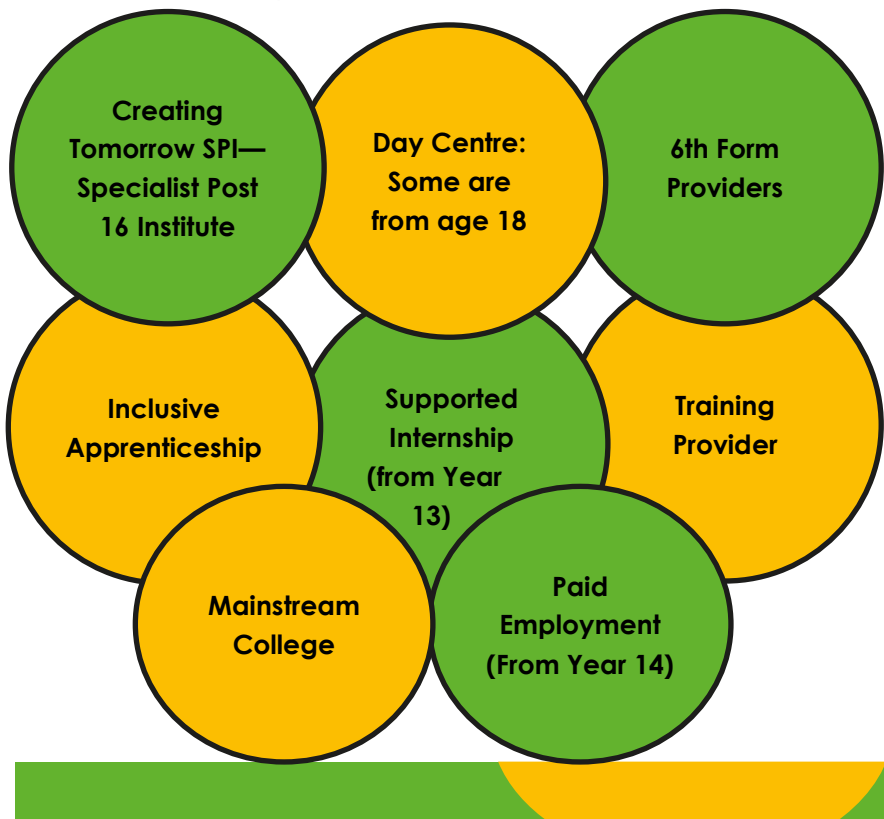 Creating
Tomorrow SPI—
Specialist Post
16 Institute
Day Centre:
Some are
from age 18
6th Form
Providers
Inclusive
Apprenticeship
Supported
Internship
(from Year
13)
Training
Provider
Mainstream
College
Paid
Employment
(From Year 14)